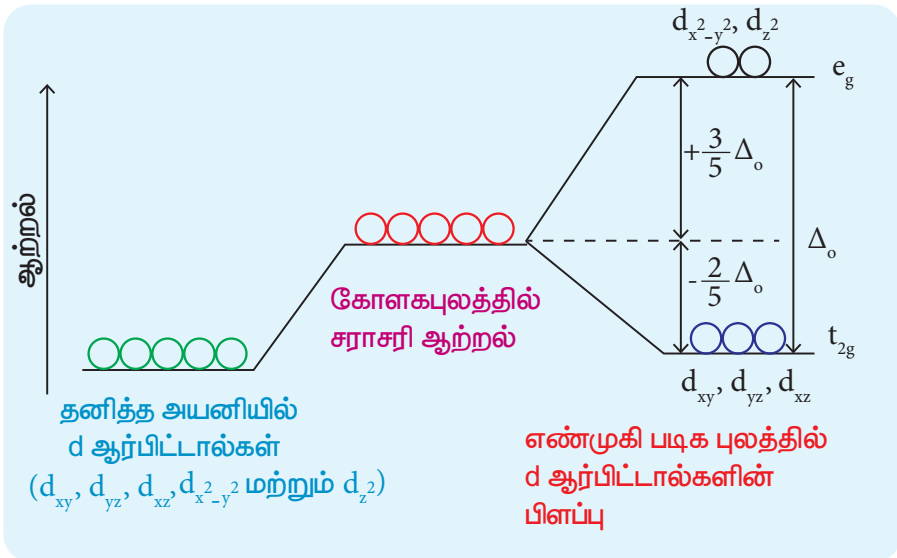 d_{x²-y²}, d_{z²}
e_g
+3/5 Δ_o
ஆற்றல்
Δ_o
-2/5 Δ_o
கோளகபுலத்தில்
சராசரி ஆற்றல்
t_{2g}
d_{xy}, d_{yz}, d_{xz}
தனித்த அயனியில்
d ஆர்பிட்டால்கள்
(d_{xy}, d_{yz}, d_{xz}, d_{x²-y²} மற்றும் d_{z²})
எண்முகி படிக புலத்தில்
d ஆர்பிட்டால்களின்
பிளப்பு